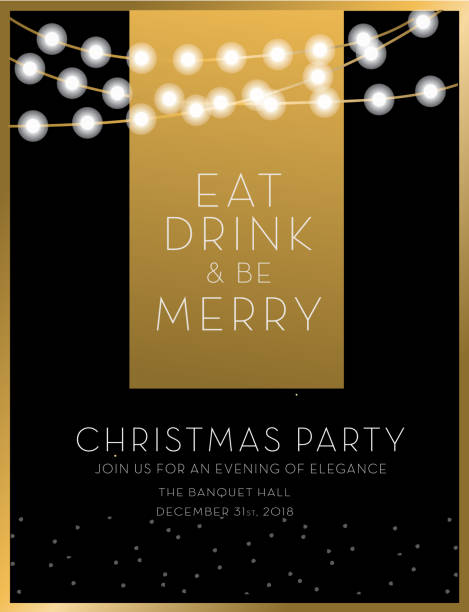 EAT
DRINK
& BE
MERRY
CHRISTMAS PARTY
JOIN US FOR AN EVENING OF ELEGANCE
THE BANQUET HALL
DECEMBER 31ST, 2018